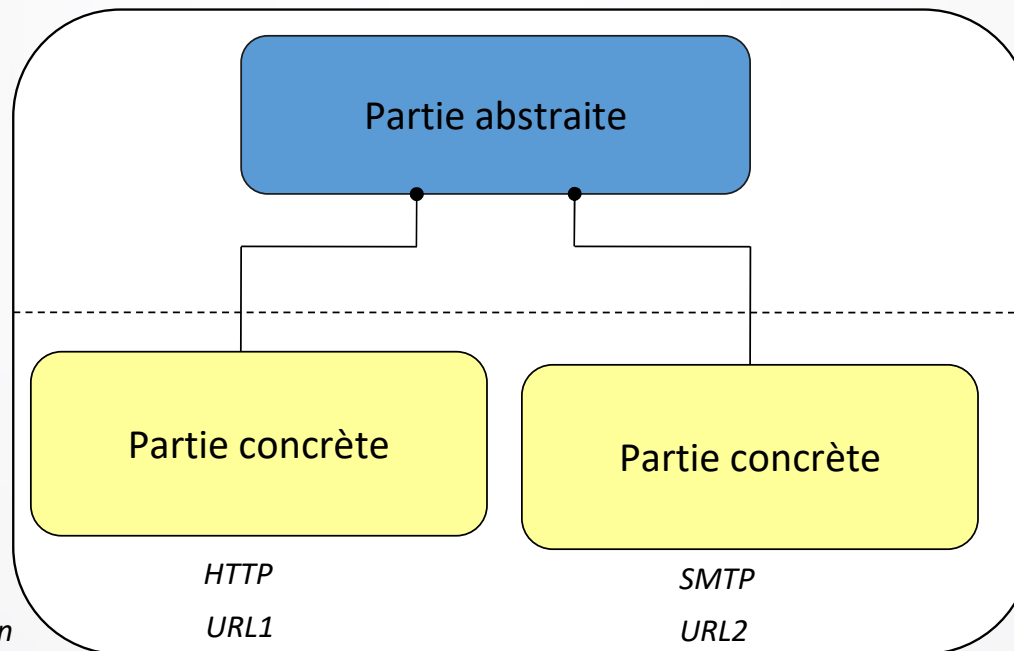 Partie abstraite
Partie concrète
Partie concrète
HTTP
SMTP
URL1
URL2
n